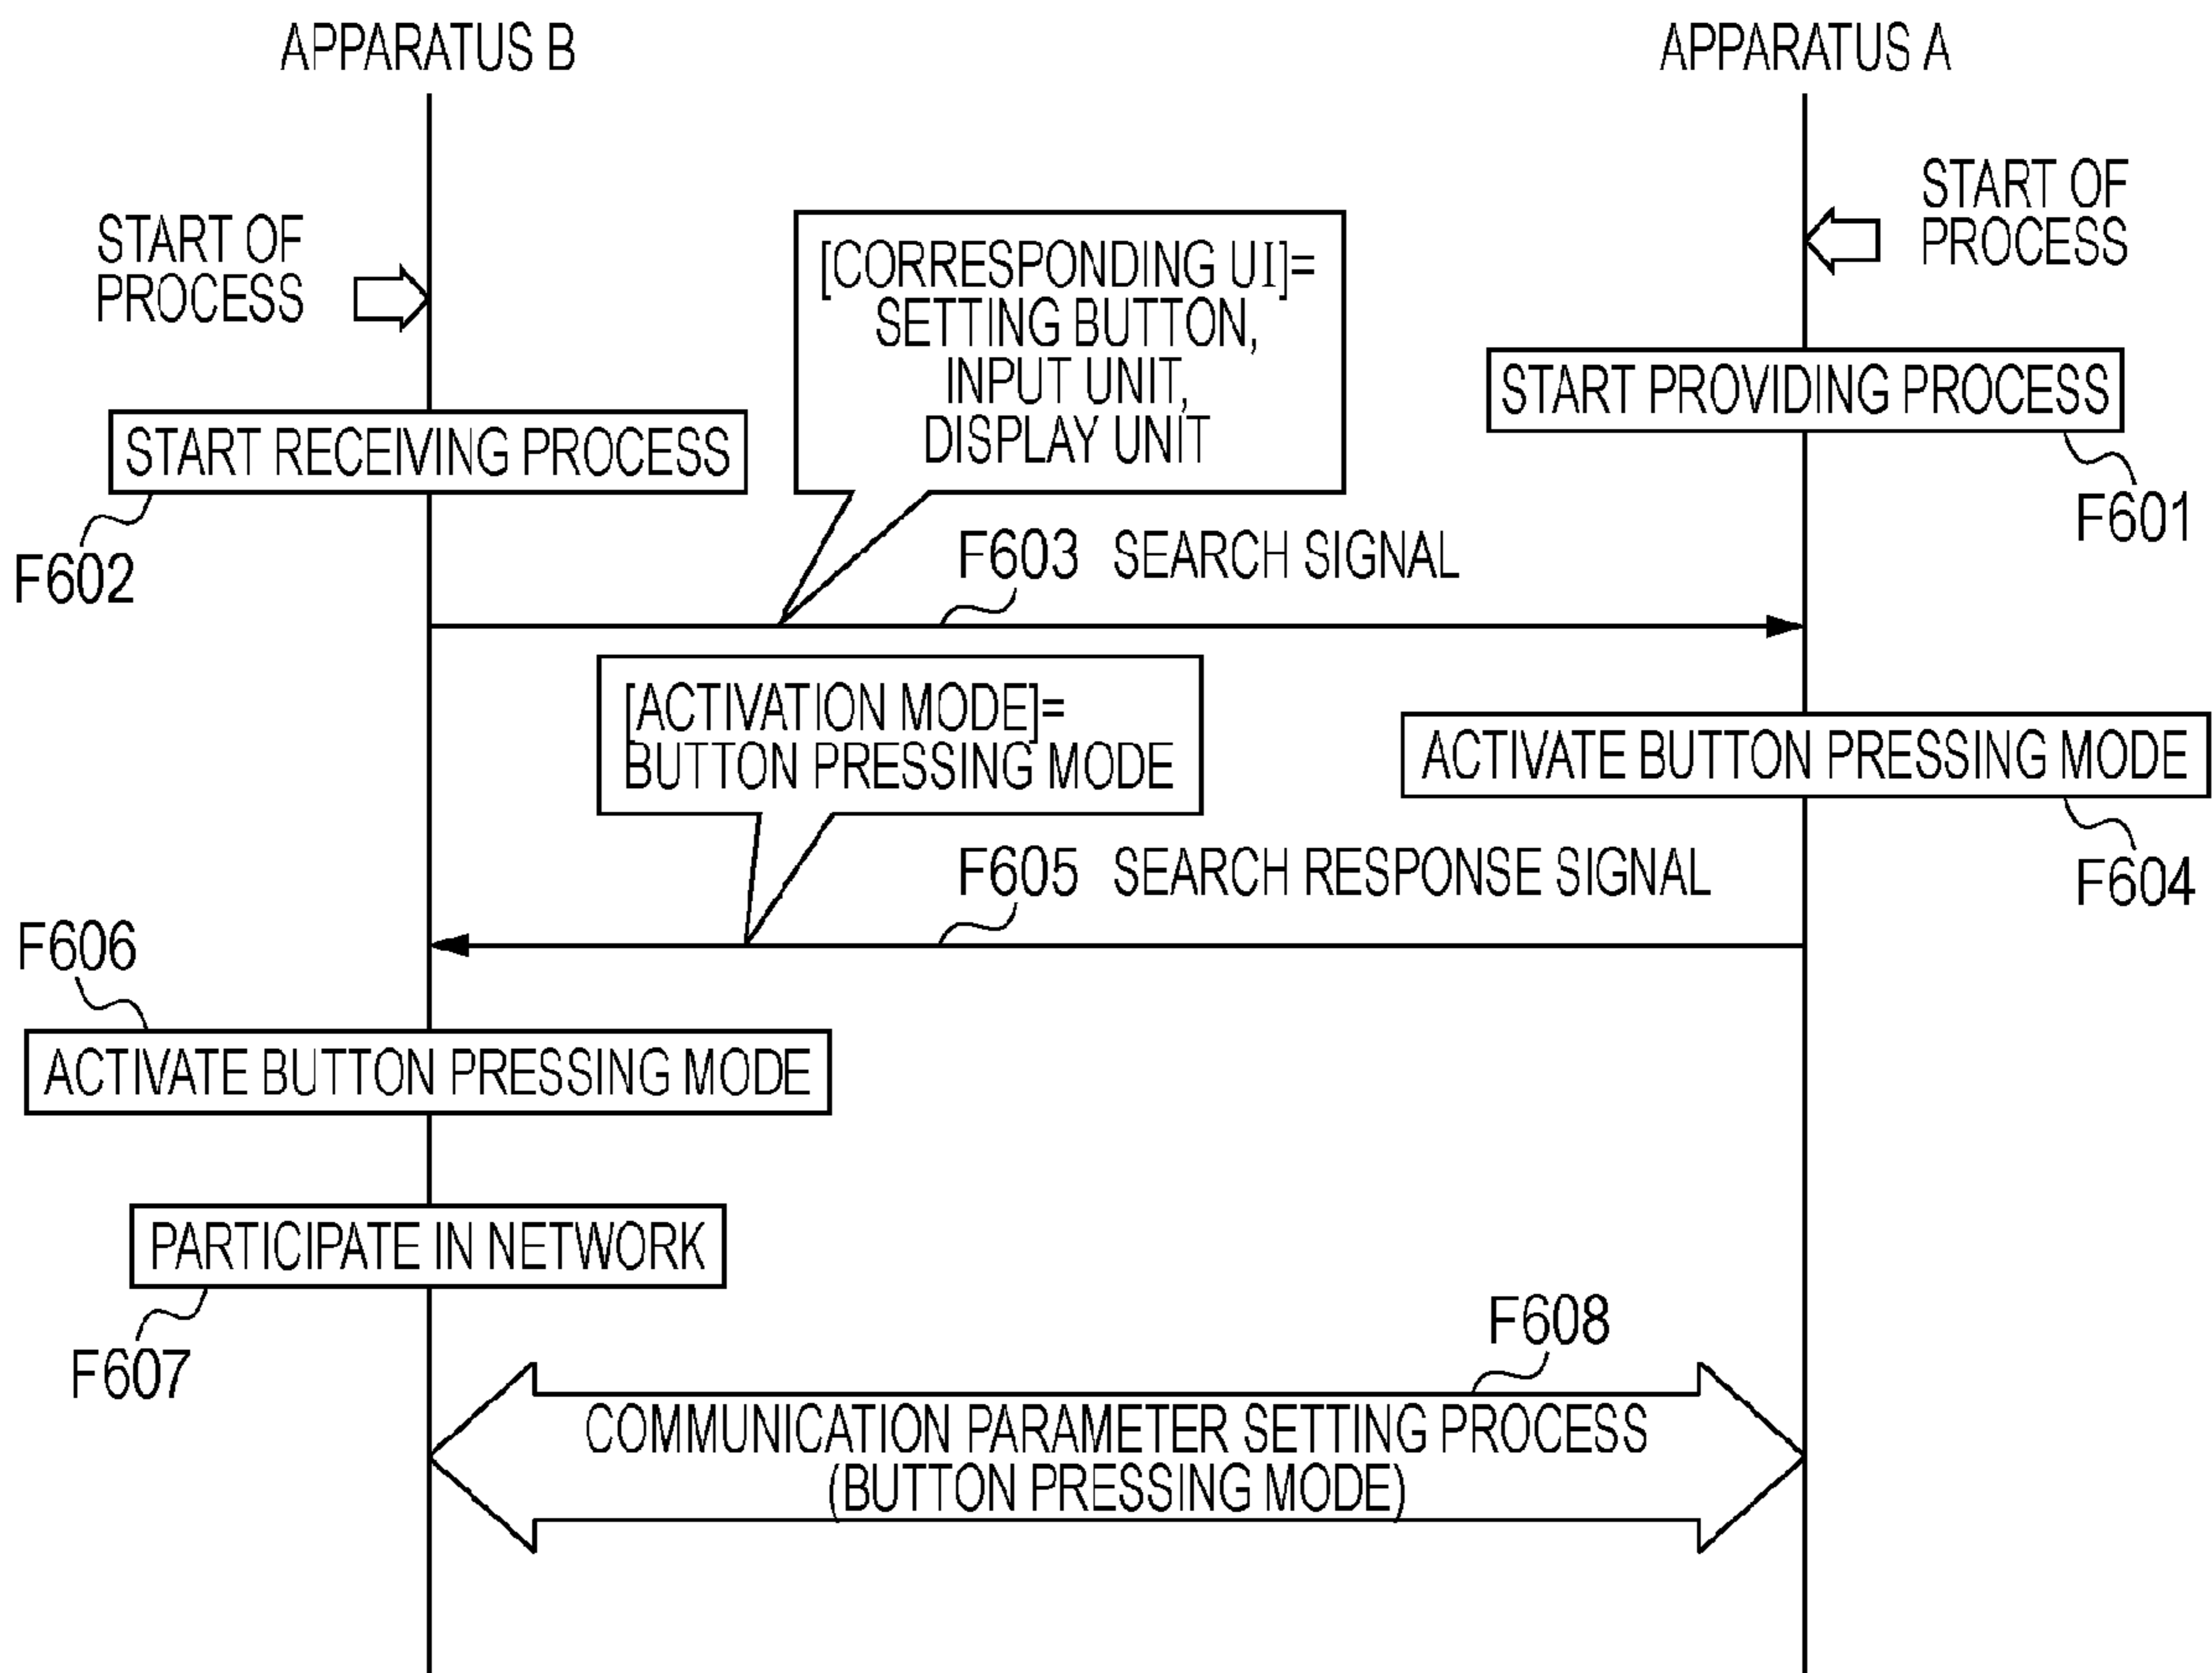 APPARATUS B
APPARATUS A
START OF
PROCESS
START OF
PROCESS
[CORRESPONDING UI]=
SETTING BUTTON,
INPUT UNIT,
DISPLAY UNIT
START PROVIDING PROCESS
F601
START RECEIVING PROCESS
F602
F603 SEARCH SIGNAL
[ACTIVATION MODE]=
BUTTON PRESSING MODE
ACTIVATE BUTTON PRESSING MODE
F604
F605 SEARCH RESPONSE SIGNAL
F606
ACTIVATE BUTTON PRESSING MODE
PARTICIPATE IN NETWORK
F607
F608
COMMUNICATION PARAMETER SETTING PROCESS
(BUTTON PRESSING MODE)